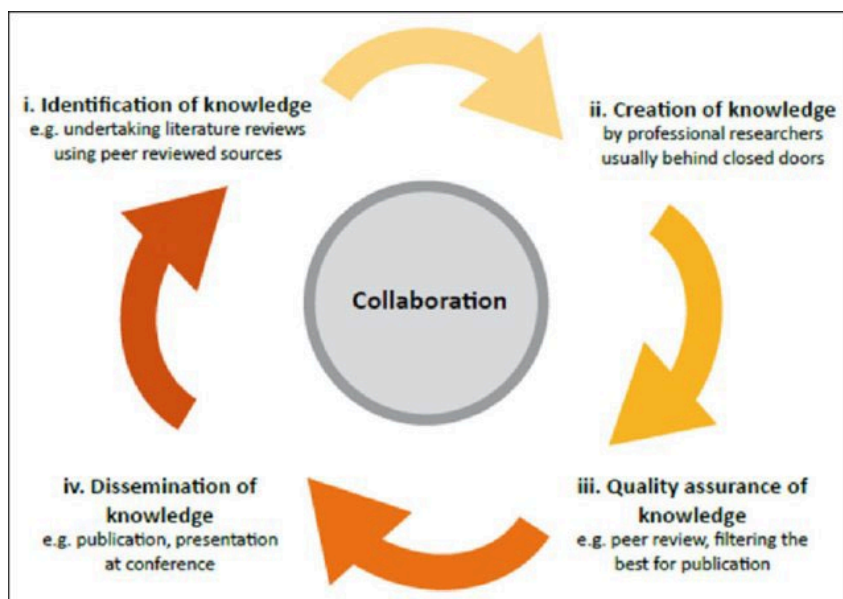 i. Identification of knowledge
e.g. undertaking literature reviews
using peer reviewed sources
ii. Creation of knowledge
by professional researchers
usually behind closed doors
Collaboration
iv. Dissemination of
knowledge
e.g. publication, presentation
at conference
iii. Quality assurance of
knowledge
e.g. peer review, filtering the
best for publication